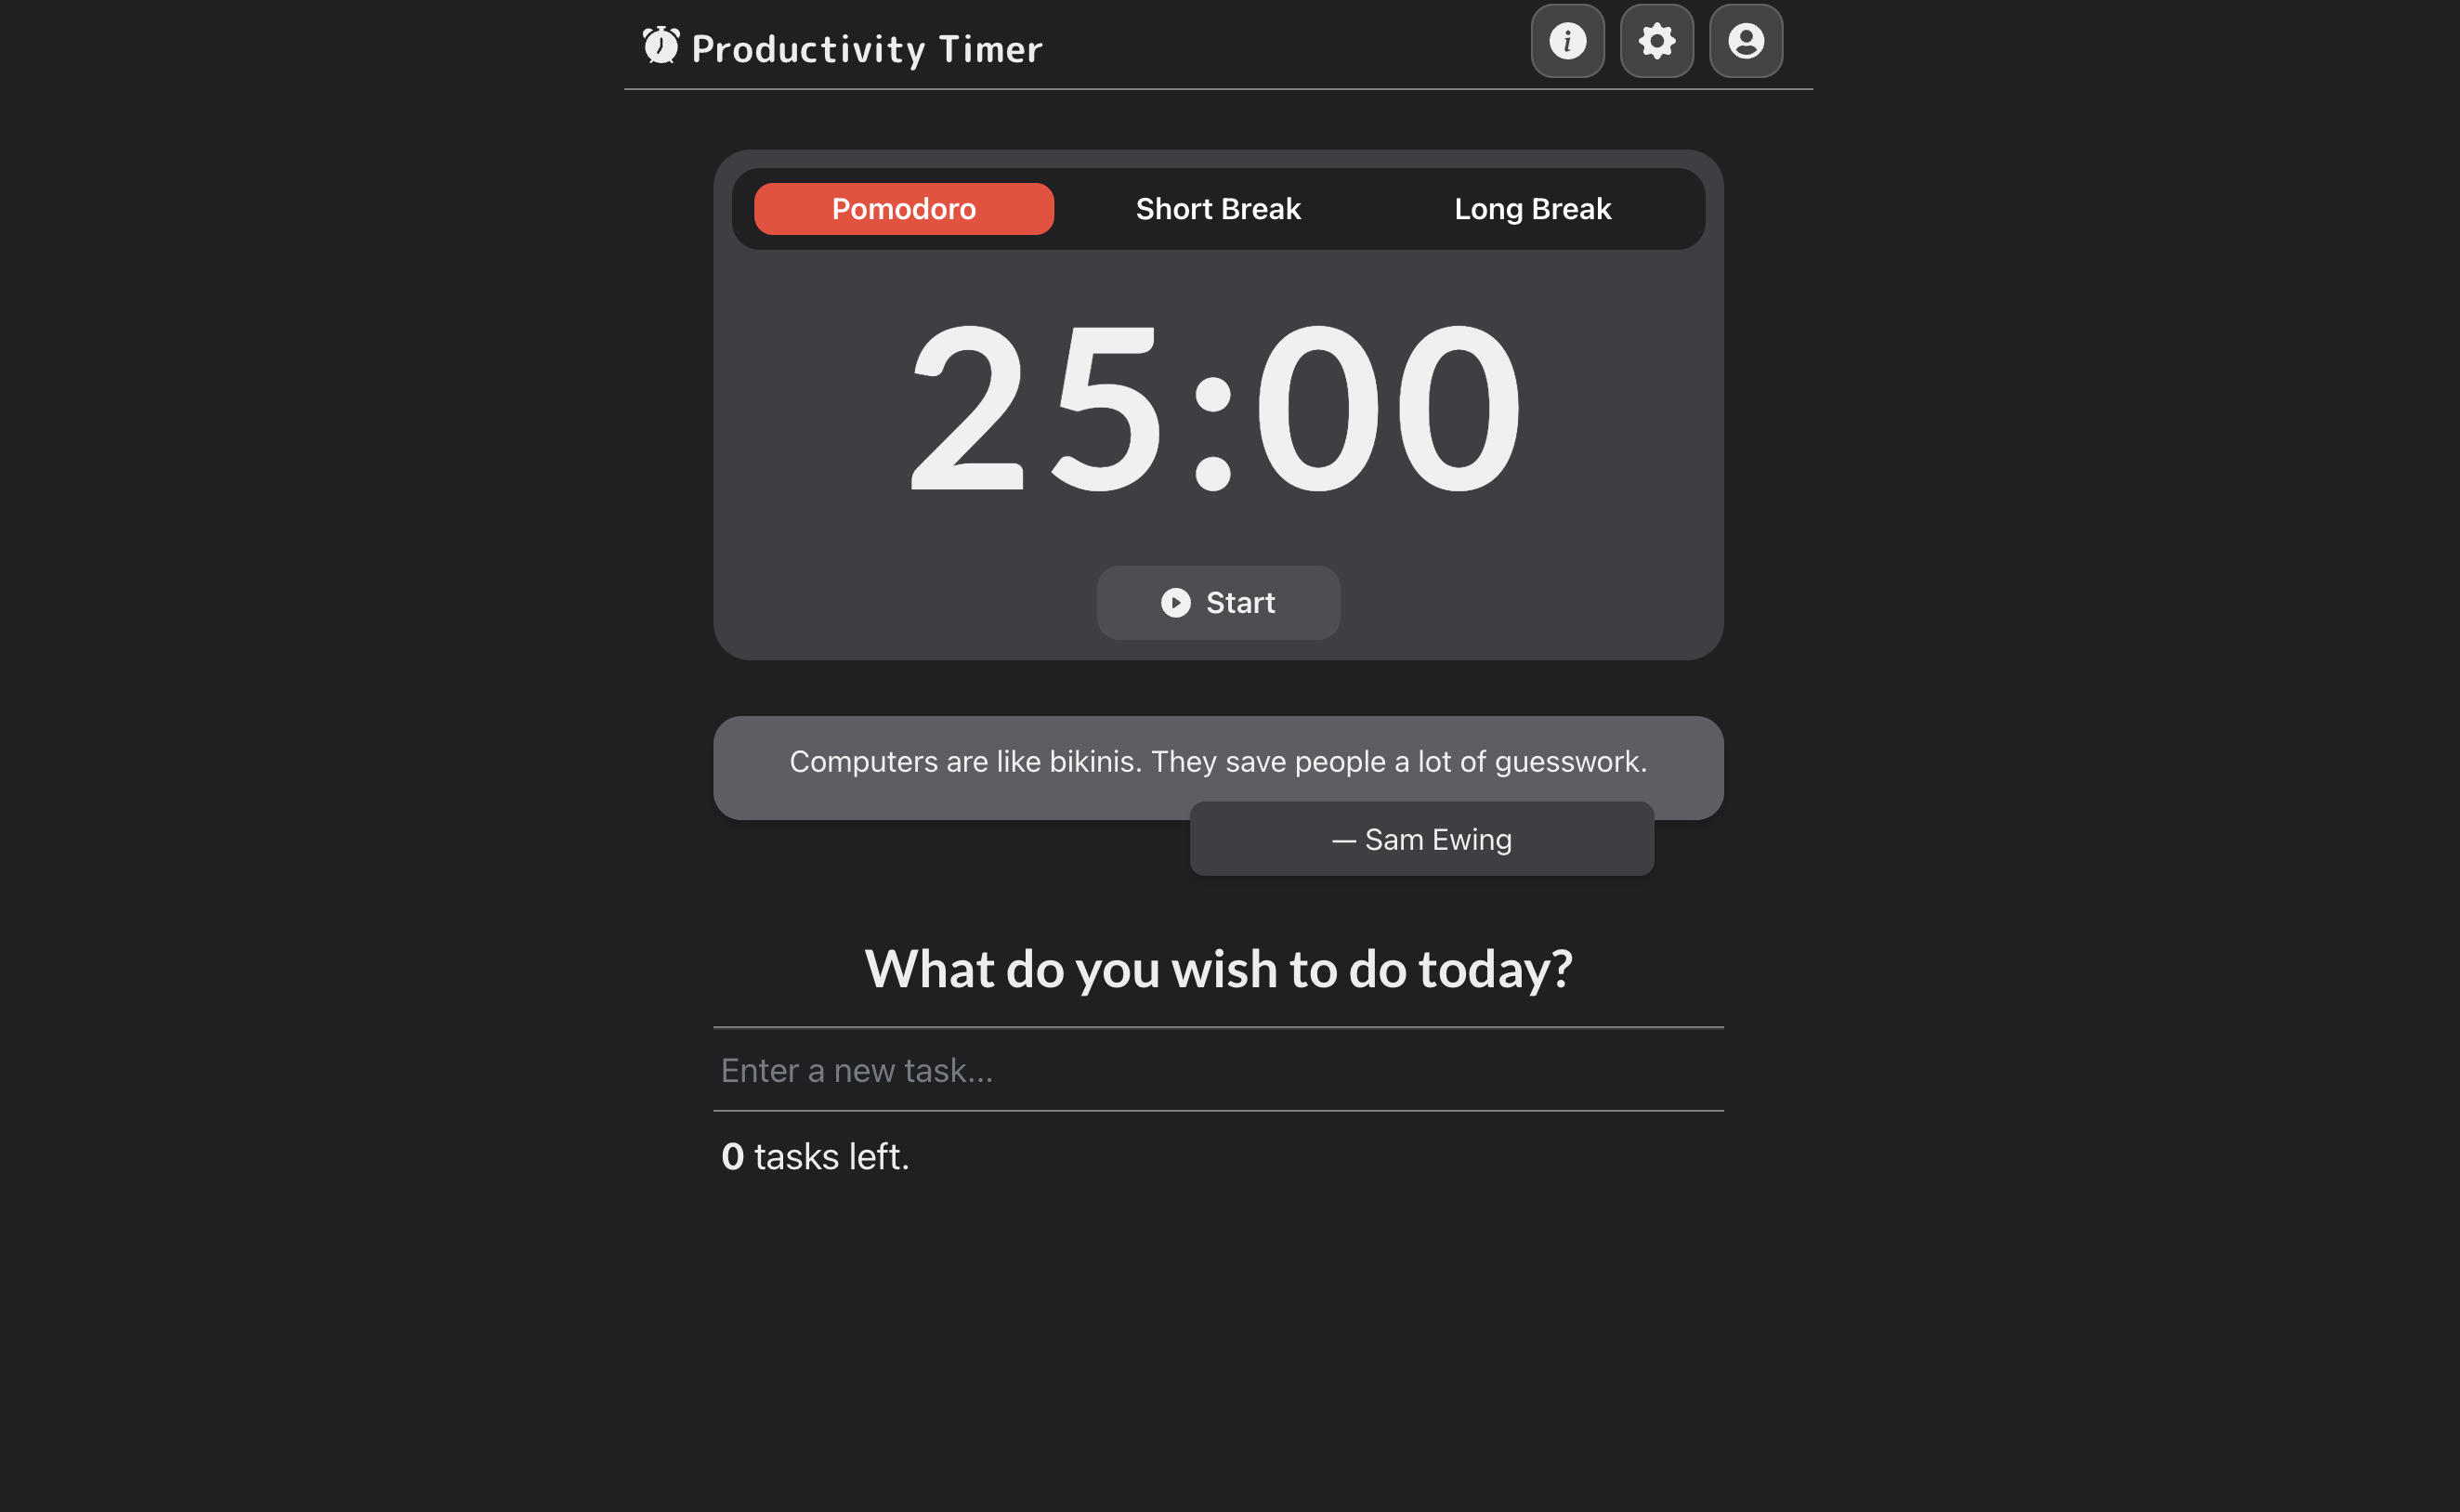 Productivity Timer
Pomodoro Short Break Long Break
25:00
Start
Computers are like bikinis. They save people a lot of guesswork.
— Sam Ewing
What do you wish to do today?
Enter a new task...
0 tasks left.